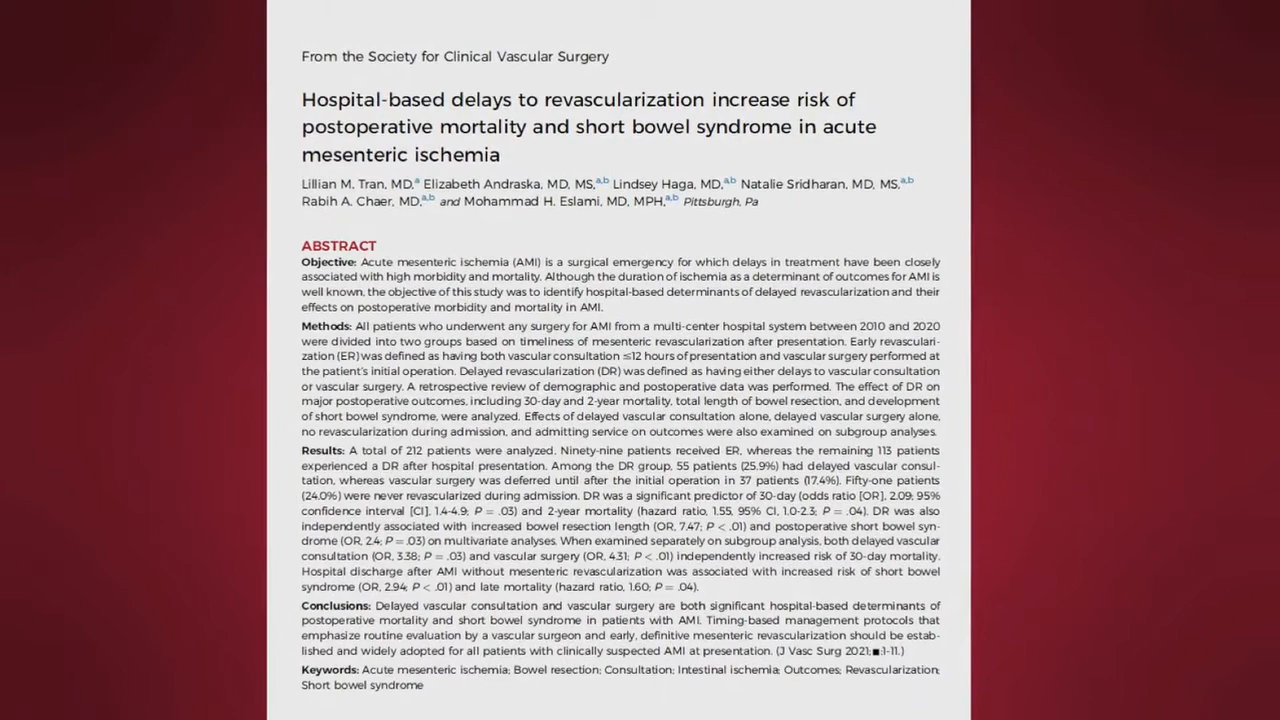 From the Society for Clinical Vascular Surgery
Hospital-based delays to revascularization increase risk of
postoperative mortality and short bowel syndrome in acute
mesenteric ischemia
Lillian M. Tran, MD,a Elizabeth Andraska, MD, MS,a,b Lindsey Haga, MD,a,b Natalie Sridharan, MD, MS,a,b
Rabih A. Chaer, MD,a,b and Mohammad H. Eslami, MD, MPH,a,b Pittsburgh, Pa
ABSTRACT
Objective: Acute mesenteric ischemia (AMI) is a surgical emergency for which delays in treatment have been closely
associated with high morbidity and mortality. Although the duration of ischemia as a determinant of outcomes for AMI is
well known, the objective of this study was to identify hospital-based determinants of delayed revascularization and their
effects on postoperative morbidity and mortality in AMI.
Methods: All patients who underwent any surgery for AMI from a multi-center hospital system between 2010 and 2020
were divided into two groups based on timeliness of mesenteric revascularization after presentation. Early revasculari-
zation (ER) was defined as having both vascular consultation ≤12 hours of presentation and vascular surgery performed at
the patient's initial operation. Delayed revascularization (DR) was defined as having either delays to vascular consultation
or vascular surgery. A retrospective review of demographic and postoperative data was performed. The effect of DR on
major postoperative outcomes, including 30-day and 2-year mortality, total length of bowel resection, and development
of short bowel syndrome, were analyzed. Effects of delayed vascular consultation alone, delayed vascular surgery alone,
no revascularization during admission, and admitting service on outcomes were also examined on subgroup analyses.
Results: A total of 212 patients were analyzed. Ninety-nine patients received ER, whereas the remaining 113 patients
experienced a DR after hospital presentation. Among the DR group, 55 patients (25.9%) had delayed vascular consul-
tation, whereas vascular surgery was deferred until after the initial operation in 37 patients (17.4%). Fifty-one patients
(24.0%) were never revascularized during admission. DR was a significant predictor of 30-day (odds ratio [OR], 2.09; 95%
confidence interval [CI], 1.4-4.9; P = .03) and 2-year mortality (hazard ratio, 1.55; 95% CI, 1.0-2.3; P = .04). DR was also
independently associated with increased bowel resection length (OR, 7.47; P < .01) and postoperative short bowel syn-
drome (OR, 2.4; P = .03) on multivariate analyses. When examined separately on subgroup analysis, both delayed vascular
consultation (OR, 3.38; P = .03) and vascular surgery (OR, 4.31; P < .01) independently increased risk of 30-day mortality.
Hospital discharge after AMI without mesenteric revascularization was associated with increased risk of short bowel
syndrome (OR, 2.94; P < .01) and late mortality (hazard ratio, 1.60; P = .04).
Conclusions: Delayed vascular consultation and vascular surgery are both significant hospital-based determinants of
postoperative mortality and short bowel syndrome in patients with AMI. Timing-based management protocols that
emphasize routine evaluation by a vascular surgeon and early, definitive mesenteric revascularization should be estab-
lished and widely adopted for all patients with clinically suspected AMI at presentation. (J Vasc Surg 2021;■:1-11.)
Keywords: Acute mesenteric ischemia; Bowel resection; Consultation; Intestinal ischemia; Outcomes; Revascularization;
Short bowel syndrome